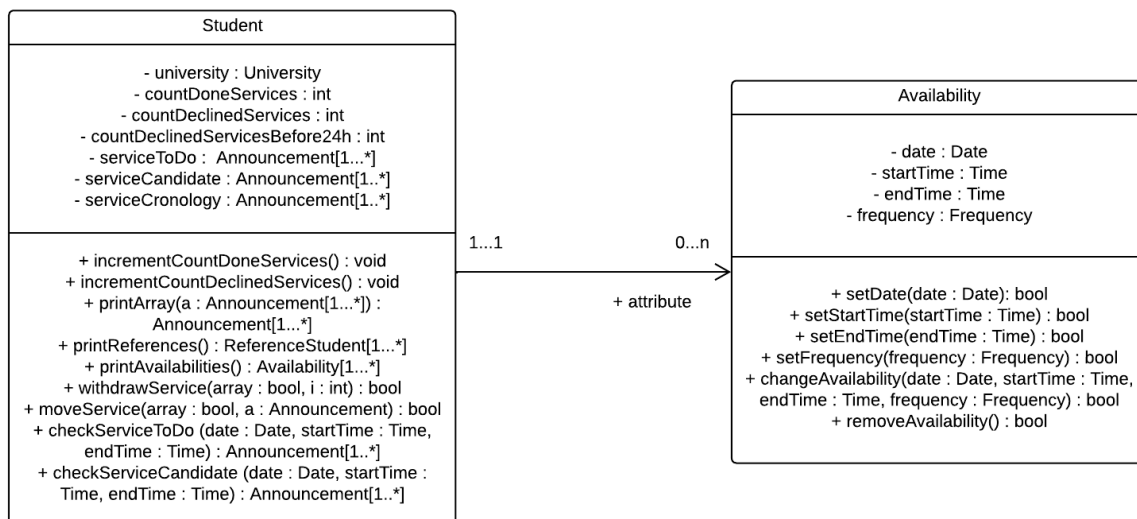 Student
- university : University
- countDoneServices : int
- countDeclinedServices : int
- countDeclinedServicesBefore24h : int
- serviceToDo :  Announcement[1...*]
- serviceCandidate : Announcement[1..*]
- serviceCronology : Announcement[1..*]
+ incrementCountDoneServices() : void
+ incrementCountDeclinedServices() : void
+ printArray(a : Announcement[1...*]) :
Announcement[1...*]
+ printReferences() : ReferenceStudent[1...*]
+ printAvailabilities() : Availability[1...*]
+ withdrawService(array : bool, i : int) : bool
+ moveService(array : bool, a : Announcement) : bool
+ checkServiceToDo (date : Date, startTime : Time,
endTime : Time) : Announcement[1..*]
+ checkServiceCandidate (date : Date, startTime :
Time, endTime : Time) : Announcement[1..*]
1...1
0...n
+ attribute
Availability
- date : Date
- startTime : Time
- endTime : Time
- frequency : Frequency
+ setDate(date : Date): bool
+ setStartTime(startTime : Time) : bool
+ setEndTime(endTime : Time) : bool
+ setFrequency(frequency : Frequency) : bool
+ changeAvailability(date : Date, startTime : Time,
endTime : Time, frequency : Frequency) : bool
+ removeAvailability() : bool